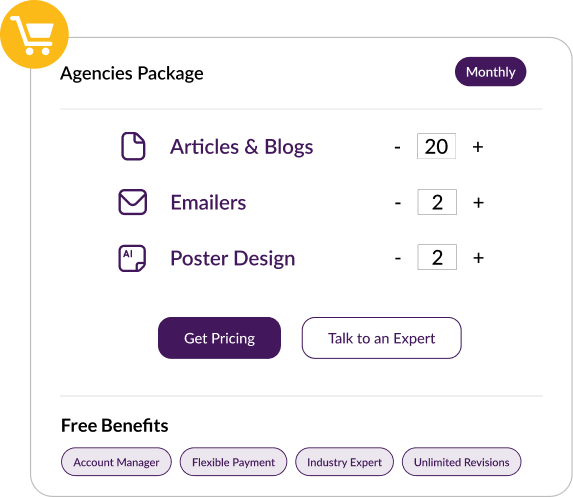 Agencies Package
Monthly
Articles & Blogs - 20 +
Emailers - 2 +
AI
Poster Design - 2 +
Get Pricing
Talk to an Expert
Free Benefits
Account Manager
Flexible Payment
Industry Expert
Unlimited Revisions